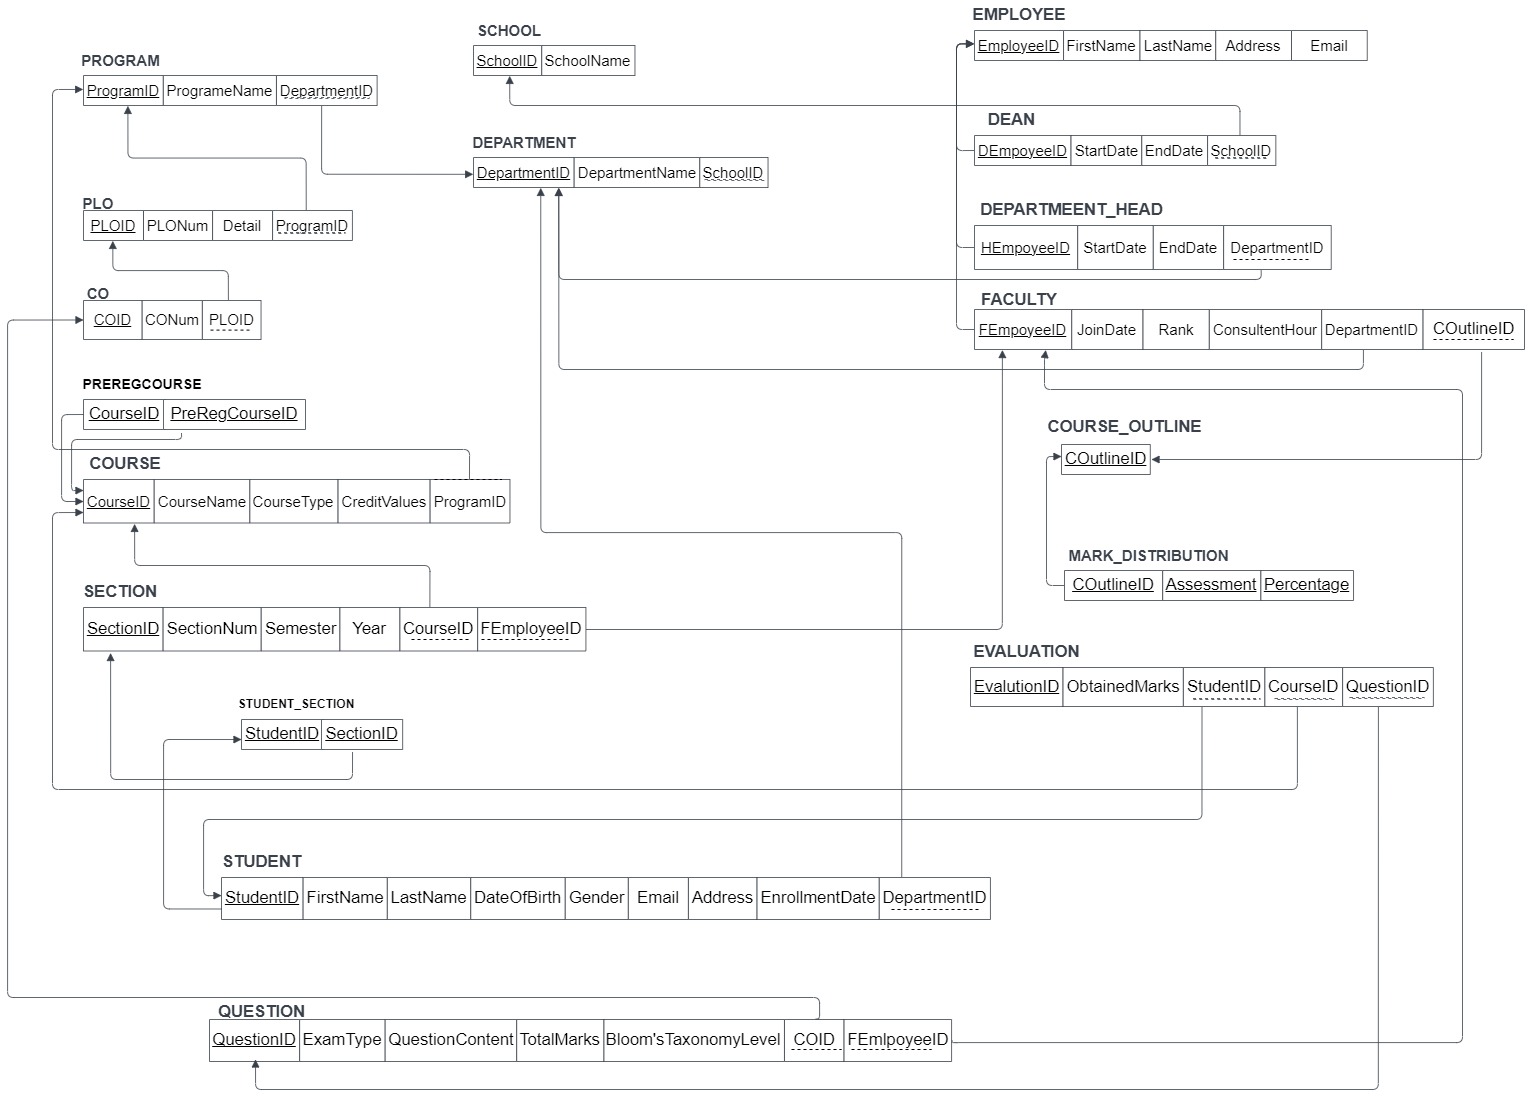 EMPLOYEE
EmployeeID FirstName LastName Address Email
SCHOOL
SchoolID SchoolName
PROGRAM
ProgramID ProgrameName DepartmentID
DEAN
DEmpoyeeID StartDate EndDate SchoolID
DEPARTMENT
DepartmentID DepartmentName SchoolID
PLO
PLOID PLONum Detail ProgramID
DEPARTMEENT_HEAD
HEmpoyeeID StartDate EndDate DepartmentID
CO
COID CONum PLOID
FACULTY
FEmpoyeeID JoinDate Rank ConsultentHour DepartmentID COutlineID
PREREGCOURSE
CourseID PreRegCourseID
COURSE_OUTLINE
COutlineID
COURSE
CourseID CourseName CourseType CreditValues ProgramID
MARK_DISTRIBUTION
COutlineID Assessment Percentage
SECTION
SectionID SectionNum Semester Year CourseID FEmployeeID
EVALUATION
EvalutionID ObtainedMarks StudentID CourseID QuestionID
STUDENT_SECTION
StudentID SectionID
STUDENT
StudentID FirstName LastName DateOfBirth Gender Email Address EnrollmentDate DepartmentID
QUESTION
QuestionID ExamType QuestionContent TotalMarks Bloom'sTaxonomyLevel COID FEmlpoyeeID